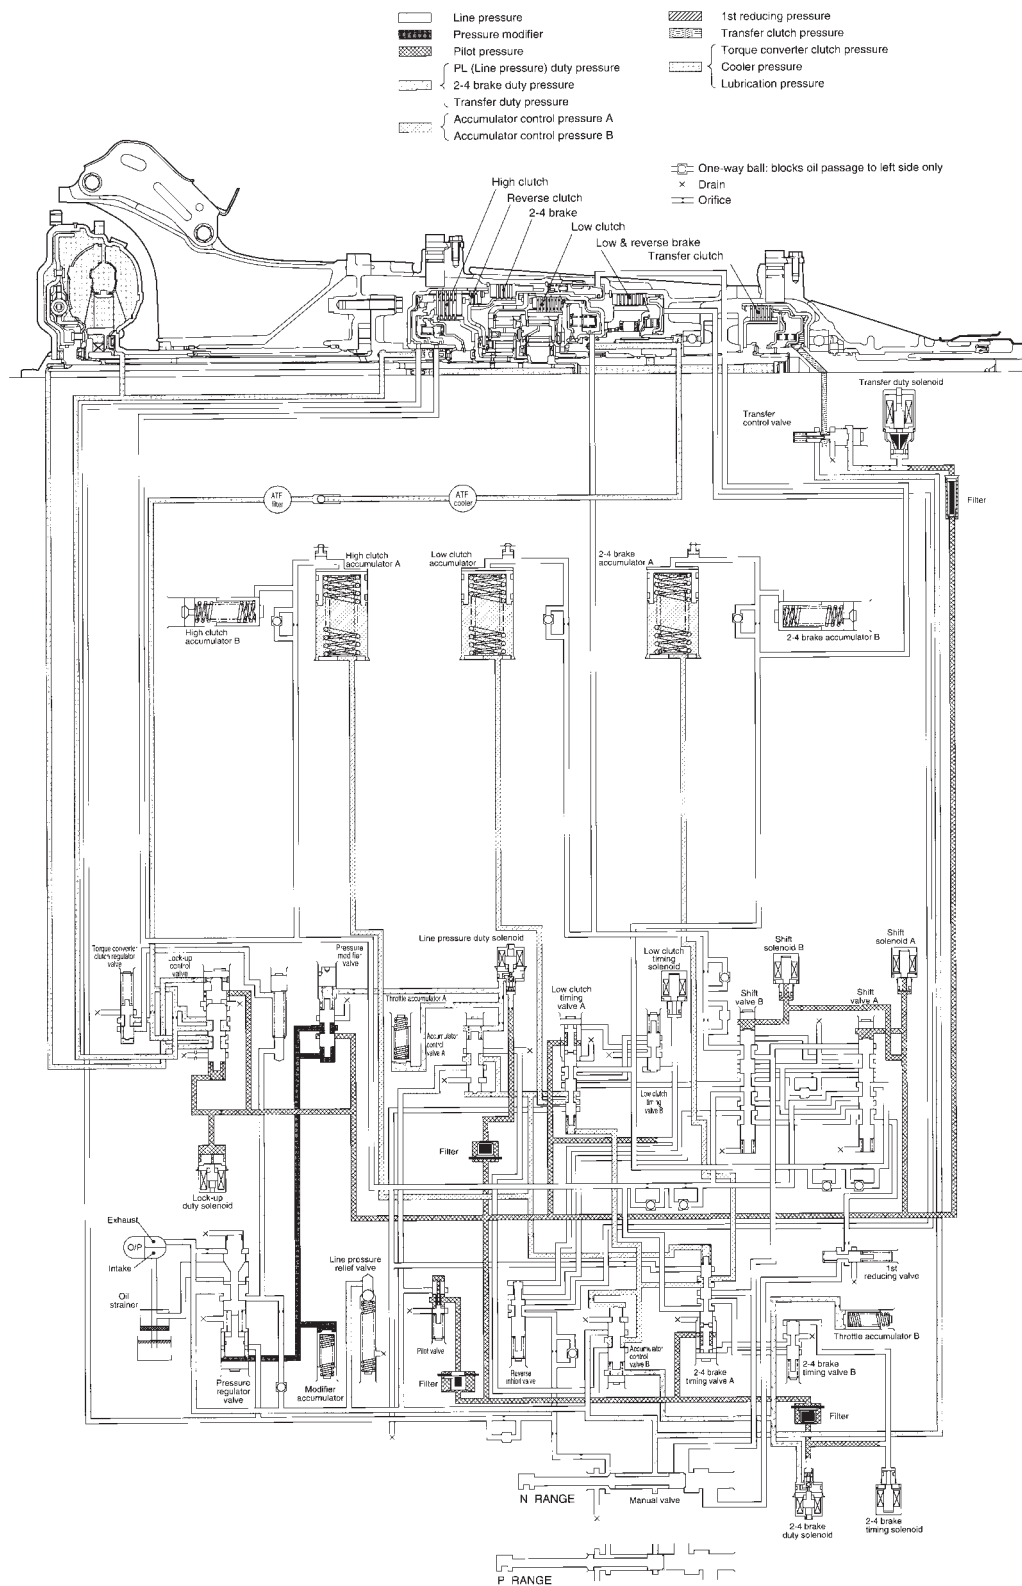 Line pressure
Pressure modifier
Pilot pressure
PL (Line pressure) duty pressure
2-4 brake duty pressure
Transfer duty pressure
Accumulator control pressure A
Accumulator control pressure B
1st reducing pressure
Transfer clutch pressure
Torque converter clutch pressure
Cooler pressure
Lubrication pressure
One-way ball: blocks oil passage to left side only
× Drain
Orifice
High clutch
Reverse clutch
2-4 brake
Low clutch
Low & reverse brake
Transfer clutch
Transfer duty solenoid
Transfer
control valve
ATF
filter
ATF
cooler
Filter
High clutch
accumulator A
Low clutch
accumulator
2-4 brake
accumulator A
High clutch
accumulator B
2-4 brake accumulator B
Line pressure duty solenoid
Shift
solenoid B
Shift
solenoid A
Torque converter
clutch regulator
valve
Lock-up
control
valve
Pressure
modifier
valve
Low clutch
timing
solenoid
Throttle accumulator A
Low clutch
timing
valve A
Shift
valve B
Shift
valve A
Accumulator
control
valve A
Low clutch
timing
valve B
Filter
Lock-up
duty solenoid
Exhaust
O/P
Intake
Line pressure
relief valve
1st
reducing valve
Oil
strainer
Throttle accumulator B
Pilot valve
Accumulator
control
valve B
2-4 brake
timing valve B
Reverse
inhibit valve
2-4 brake
timing valve A
Pressure
regulator
valve
Modifier
accumulator
Filter
Filter
N RANGE
Manual valve
2-4 brake
duty solenoid
2-4 brake
timing solenoid
P RANGE